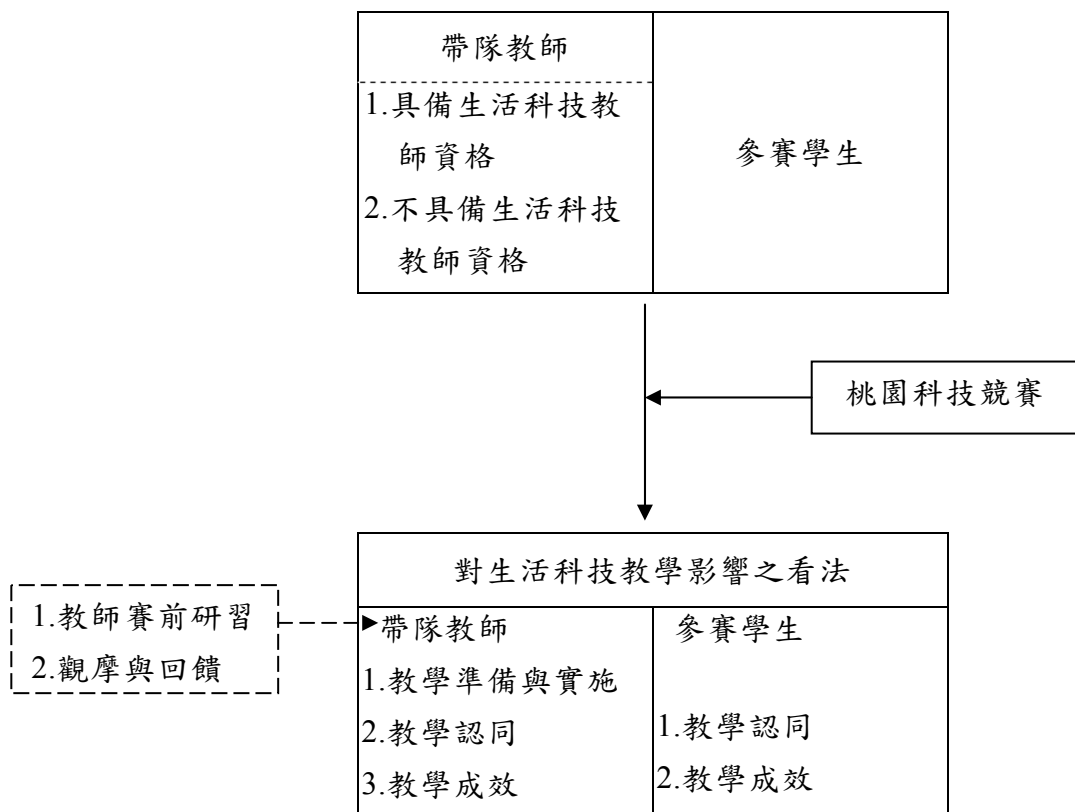 帶隊教師
1.具備生活科技教
師資格
2.不具備生活科技
教師資格
參賽學生
桃園科技競賽
對生活科技教學影響之看法
1.教師賽前研習
2.觀摩與回饋
帶隊教師
1.教學準備與實施
2.教學認同
3.教學成效
參賽學生
1.教學認同
2.教學成效